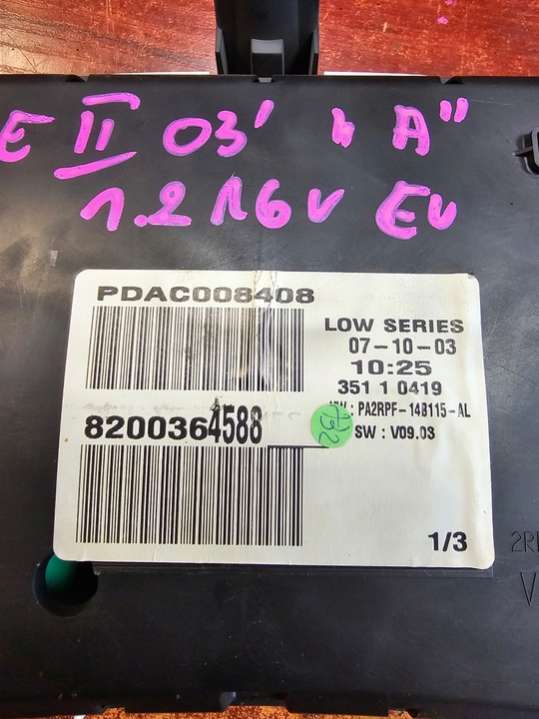 E II 03' "A"
1.2 16V EU
PDAC008408
LOW SERIES
07-10-03
10:25
351 1 0419
: PA2RPF-14B115-AL
8200364588
SW : V09.03
1/3
V